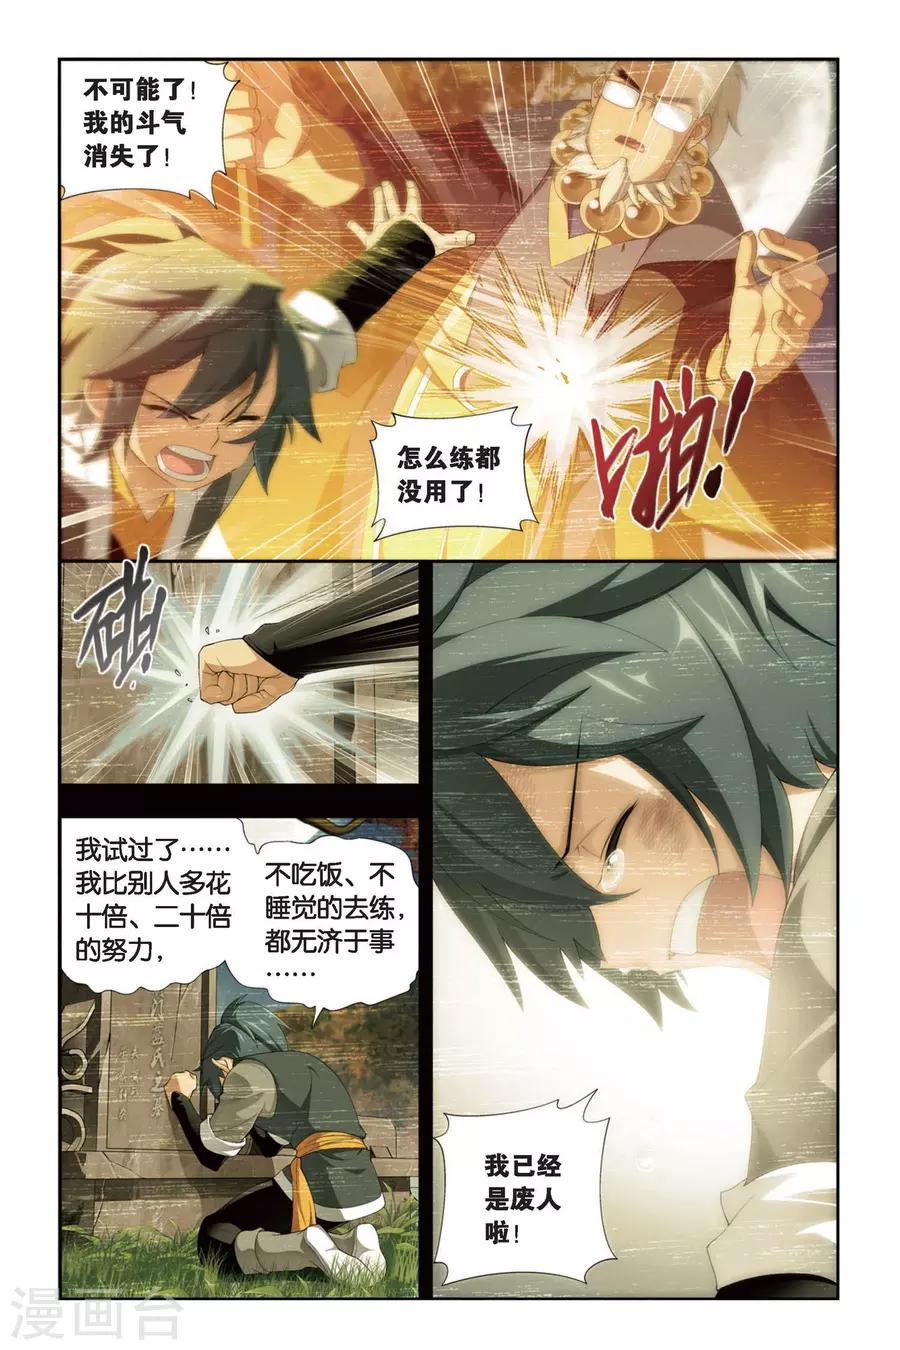 不可能了！
我的斗气
消失了！
怎么练都
没用了！
啪！
碰！
我试过了……
我比别人多花
十倍、二十倍
的努力，
不吃饭、不
睡觉的去练，
都无济于事
……
我已经
是废人
啦！
漫画台